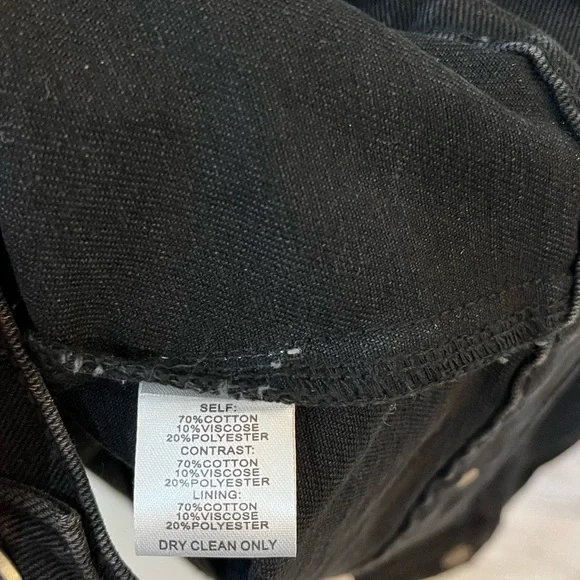 SELF:
70%COTTON
10%VISCOSE
20%POLYESTER
CONTRAST:
70%COTTON
10%VISCOSE
20%POLYESTER
LINING:
70%COTTON
10%VISCOSE
20%POLYESTER
DRY CLEAN ONLY